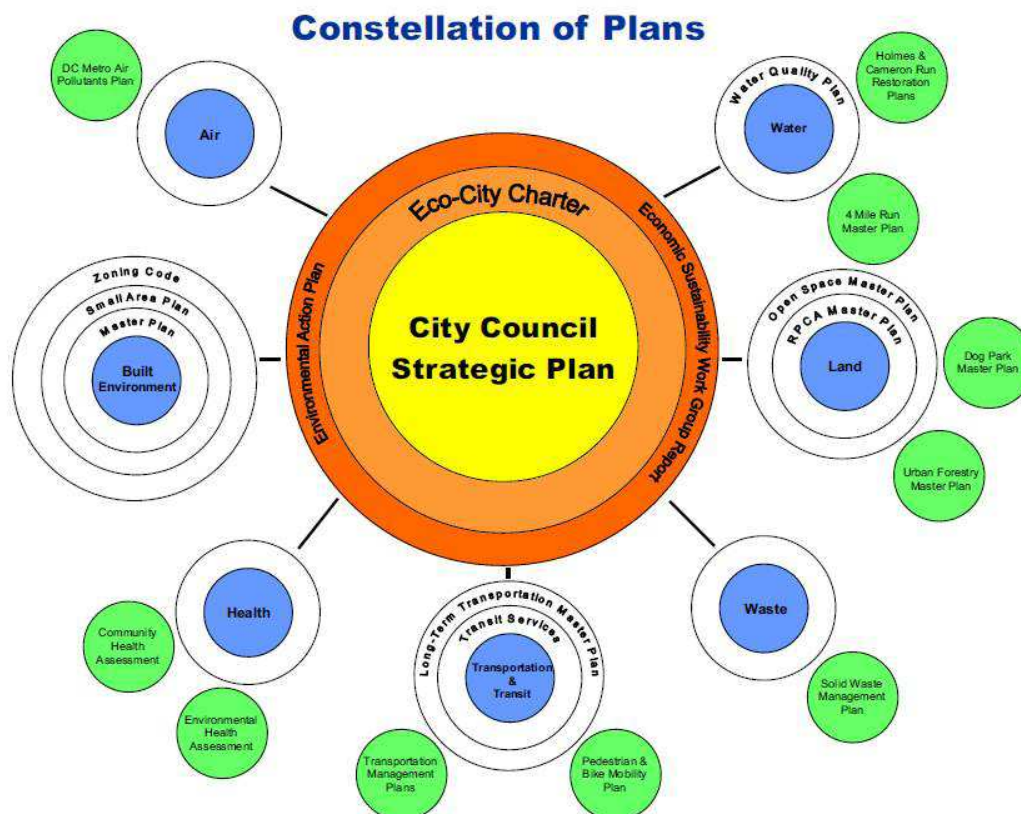 Constellation of Plans
DC Metro Air
Pollutants Plan
Air
Water Quality Plan
Water
Holmes &
Cameron Run
Restoration
Plans
4 Mile Run
Master Plan
Eco-City Charter
Environmental Action Plan
Economic Sustainability Work Group Report
City Council
Strategic Plan
Zoning Code
Small Area Plan
Master Plan
Built
Environment
Open Space Master Plan
RPCA Master Plan
Land
Dog Park
Master Plan
Urban Forestry
Master Plan
Health
Community
Health
Assessment
Environmental
Health
Assessment
Long-Term Transportation Master Plan
Transit Services
Transportation
&
Transit
Transportation
Management
Plans
Pedestrian &
Bike Mobility
Plan
Waste
Solid Waste
Management
Plan